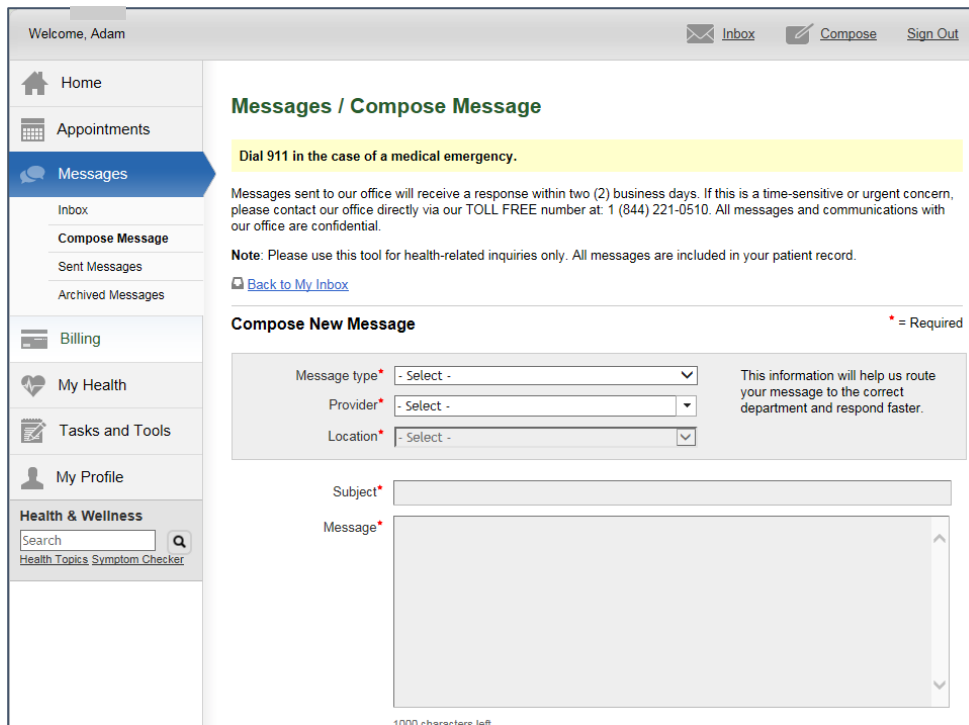 Welcome, Adam
Inbox
Compose
Sign Out
Home
Appointments
Messages
Inbox
Compose Message
Sent Messages
Archived Messages
Billing
My Health
Tasks and Tools
My Profile
Health & Wellness
Search
Health Topics Symptom Checker
Messages / Compose Message
Dial 911 in the case of a medical emergency.
Messages sent to our office will receive a response within two (2) business days. If this is a time-sensitive or urgent concern,
please contact our office directly via our TOLL FREE number at: 1 (844) 221-0510. All messages and communications with
our office are confidential.
Note: Please use this tool for health-related inquiries only. All messages are included in your patient record.
Back to My Inbox
Compose New Message
* = Required
Message type* - Select -
Provider* - Select -
Location* - Select -
This information will help us route
your message to the correct
department and respond faster.
Subject*
Message*
1000 characters left